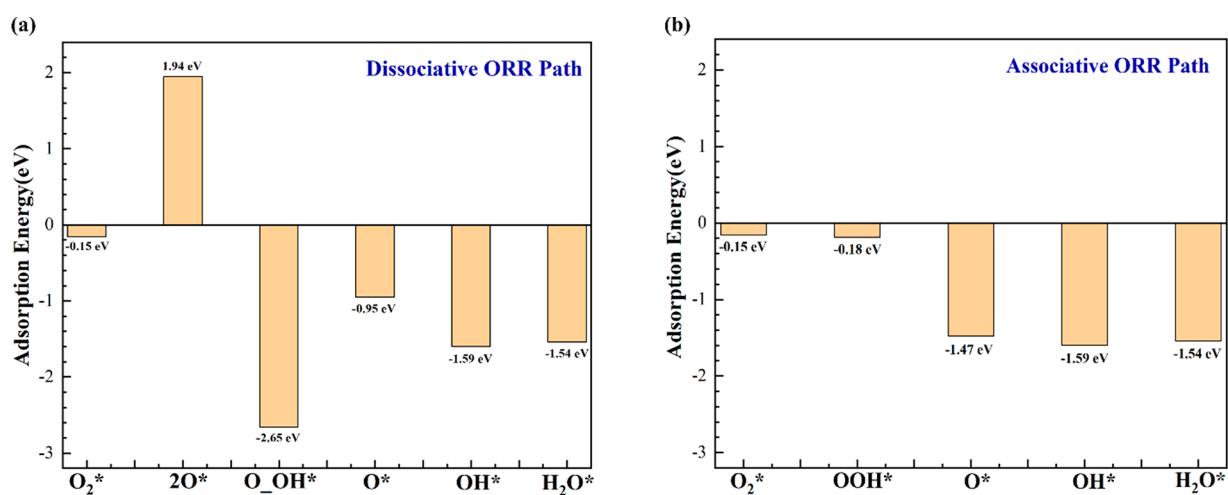 (a)
Dissociative ORR Path
Adsorption Energy(eV)
2
1
0
-1
-2
-3
-0.15 eV
1.94 eV
-2.65 eV
-0.95 eV
-1.59 eV
-1.54 eV
O₂*
2O*
O_OH*
O*
OH*
H₂O*
(b)
Associative ORR Path
Adsorption Energy(eV)
2
1
0
-1
-2
-3
-0.15 eV
-0.18 eV
-1.47 eV
-1.59 eV
-1.54 eV
O₂*
OOH*
O*
OH*
H₂O*